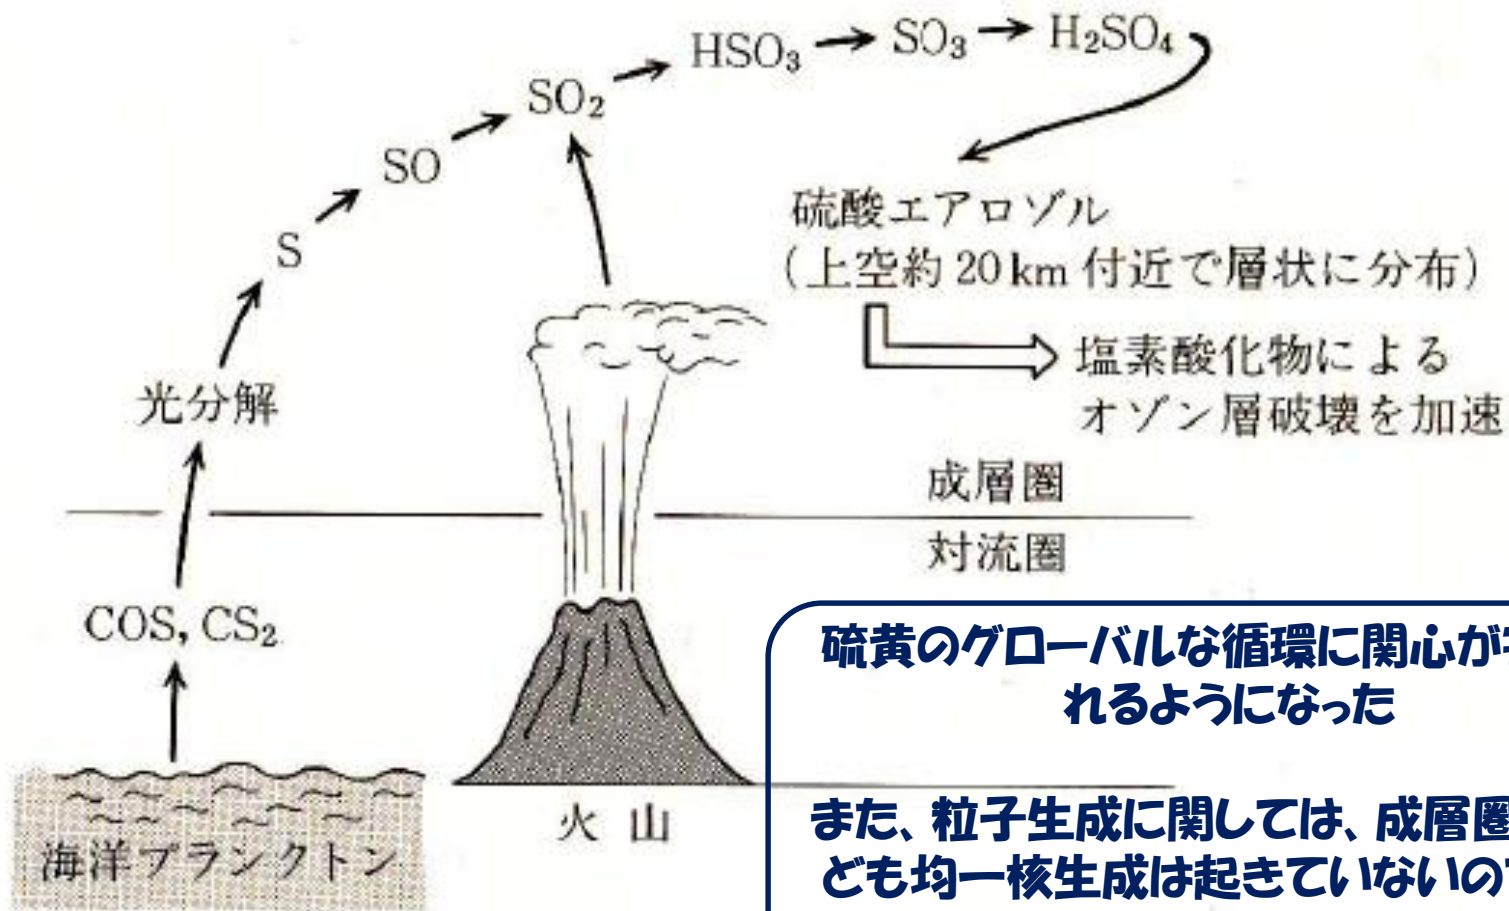 HSO₃ → SO₃ → H₂SO₄
SO₂
SO
S
硫酸エアロゾル
(上空約 20 km 付近で層状に分布)
塩素酸化物による
オゾン層破壊を加速
光分解
成層圏
対流圏
COS, CS₂
火 山
海洋プランクトン
硫黄のグローバルな循環に関心が
れるようになった
また、粒子生成に関しては、成層圏
ども均一核生成は起きていないの